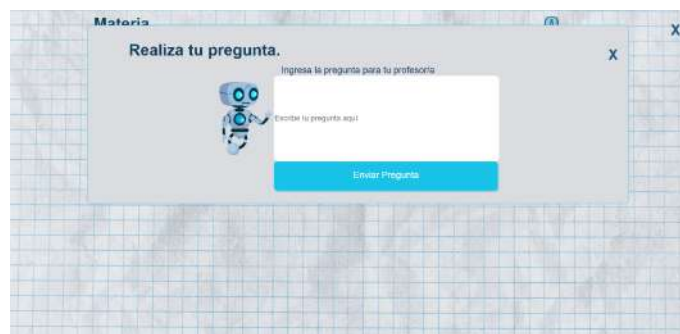 Materia
X
Realiza tu pregunta.
X
Ingresa la pregunta para tu profesor/a
Escribe tu pregunta aquí
Enviar Pregunta